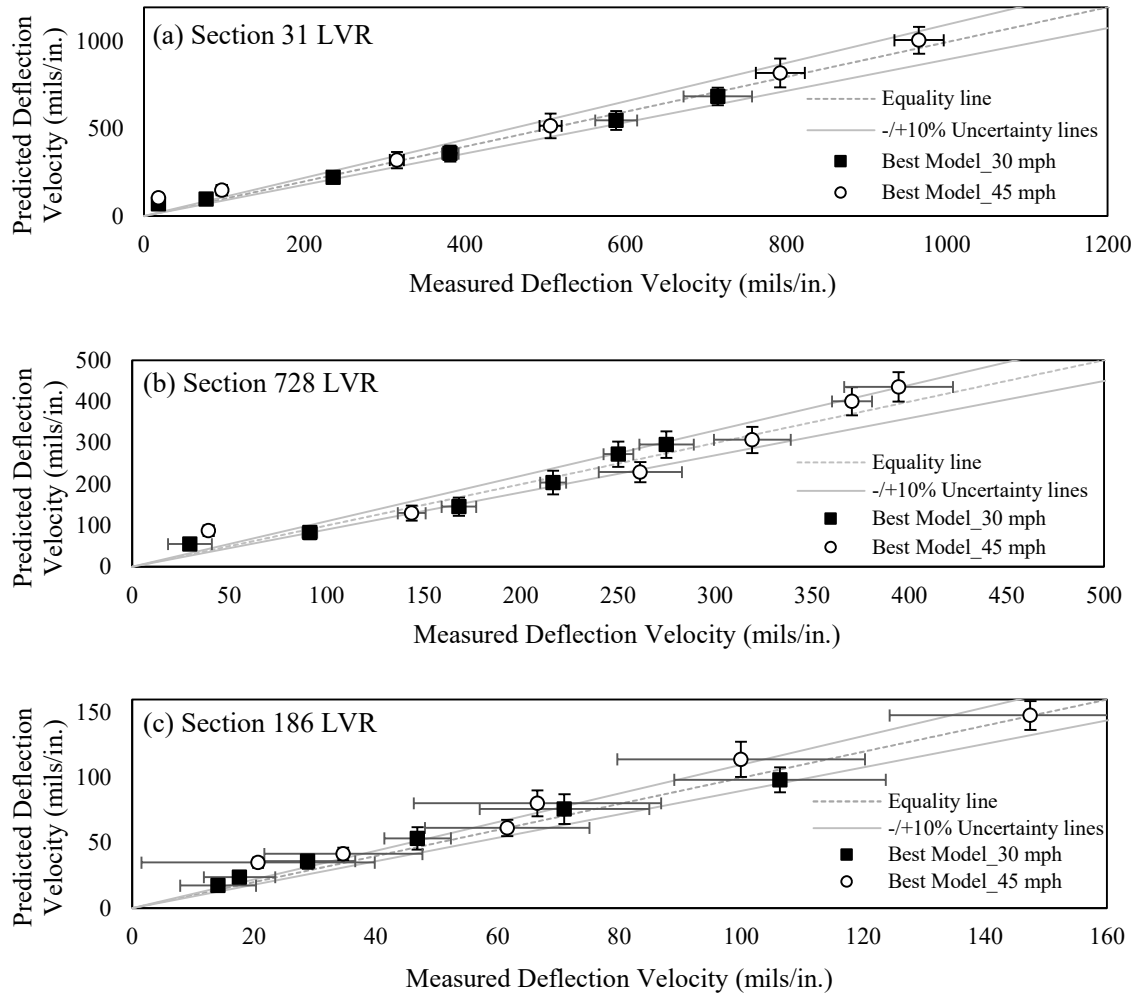 (a) Section 31 LVR
Predicted Deflection
Velocity (mils/in.)
1000
500
0
Equality line
-/+10% Uncertainty lines
Best Model_30 mph
Best Model_45 mph
0 200 400 600 800 1000 1200
Measured Deflection Velocity (mils/in.)
(b) Section 728 LVR
Predicted Deflection
Velocity (mils/in.)
500
400
300
200
100
0
Equality line
-/+10% Uncertainty lines
Best Model_30 mph
Best Model_45 mph
0 50 100 150 200 250 300 350 400 450 500
Measured Deflection Velocity (mils/in.)
(c) Section 186 LVR
Predicted Deflection
Velocity (mils/in.)
150
100
50
0
Equality line
-/+10% Uncertainty lines
Best Model_30 mph
Best Model_45 mph
0 20 40 60 80 100 120 140 160
Measured Deflection Velocity (mils/in.)